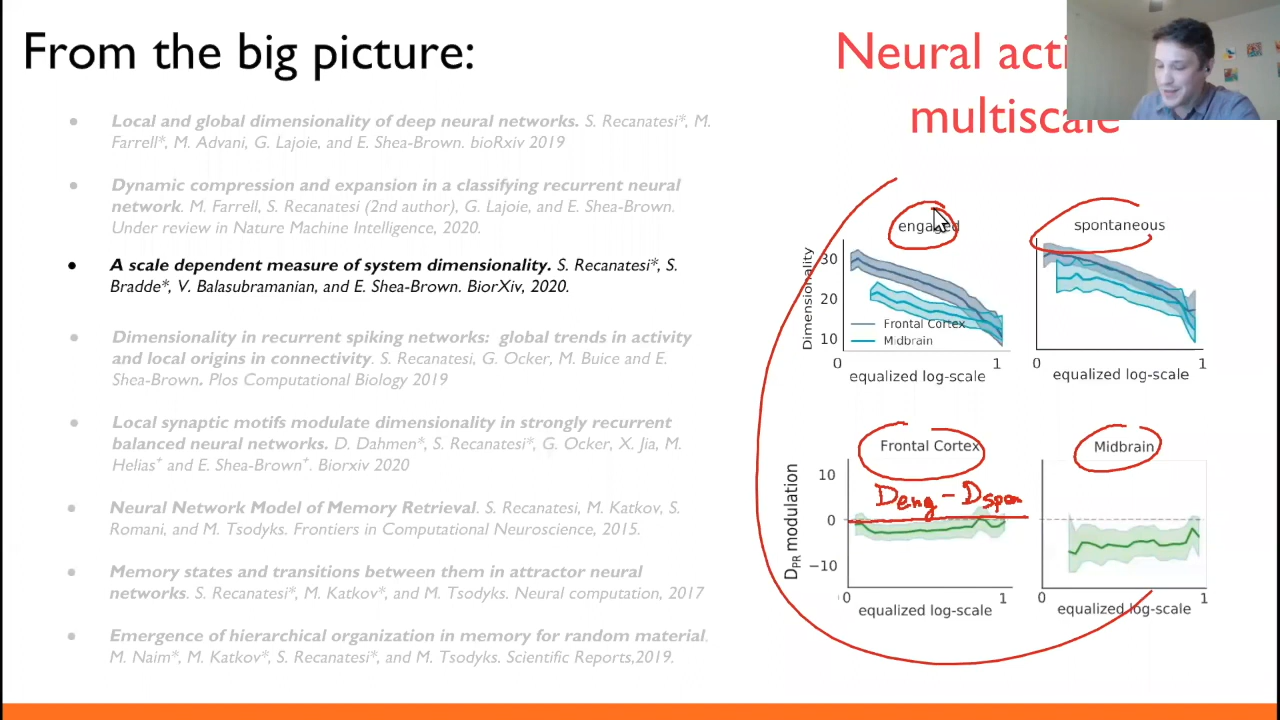 From the big picture:
Neural acti
multiscale
Local and global dimensionality of deep neural networks. S. Recanatesi*, M.
Farrell*, M. Advani, G. Lajoie, and E. Shea-Brown. bioRxiv 2019
Dynamic compression and expansion in a classifying recurrent neural
network. M. Farrell, S. Recanatesi (2nd author), G. Lajoie, and E. Shea-Brown.
Under review in Nature Machine Intelligence, 2020.
A scale dependent measure of system dimensionality. S. Recanatesi*, S.
Bradde*, V. Balasubramanian, and E. Shea-Brown. BiorXiv, 2020.
Dimensionality in recurrent spiking networks: global trends in activity
and local origins in connectivity. S. Recanatesi, G. Ocker, M. Buice and E.
Shea-Brown. Plos Computational Biology 2019
Local synaptic motifs modulate dimensionality in strongly recurrent
balanced neural networks. D. Dahmen*, S. Recanatesi*, G. Ocker, X. Jia, M.
Helias⁺ and E. Shea-Brown⁺. Biorxiv 2020
Neural Network Model of Memory Retrieval. S. Recanatesi, M. Katkov, S.
Romani, and M. Tsodyks. Frontiers in Computational Neuroscience, 2015.
Memory states and transitions between them in attractor neural
networks. S. Recanatesi*, M. Katkov*, and M. Tsodyks. Neural computation, 2017
Emergence of hierarchical organization in memory for random material.
M. Naim*, M. Katkov*, S. Recanatesi*, and M. Tsodyks. Scientific Reports,2019.
engaged
spontaneous
Dimensionality
30
20
10
Frontal Cortex
Midbrain
0 1
0 1
equalized log-scale
equalized log-scale
Frontal Cortex
Midbrain
D_PR modulation
10
0
−10
Deng - Dspon
0 1
0 1
equalized log-scale
equalized log-scale